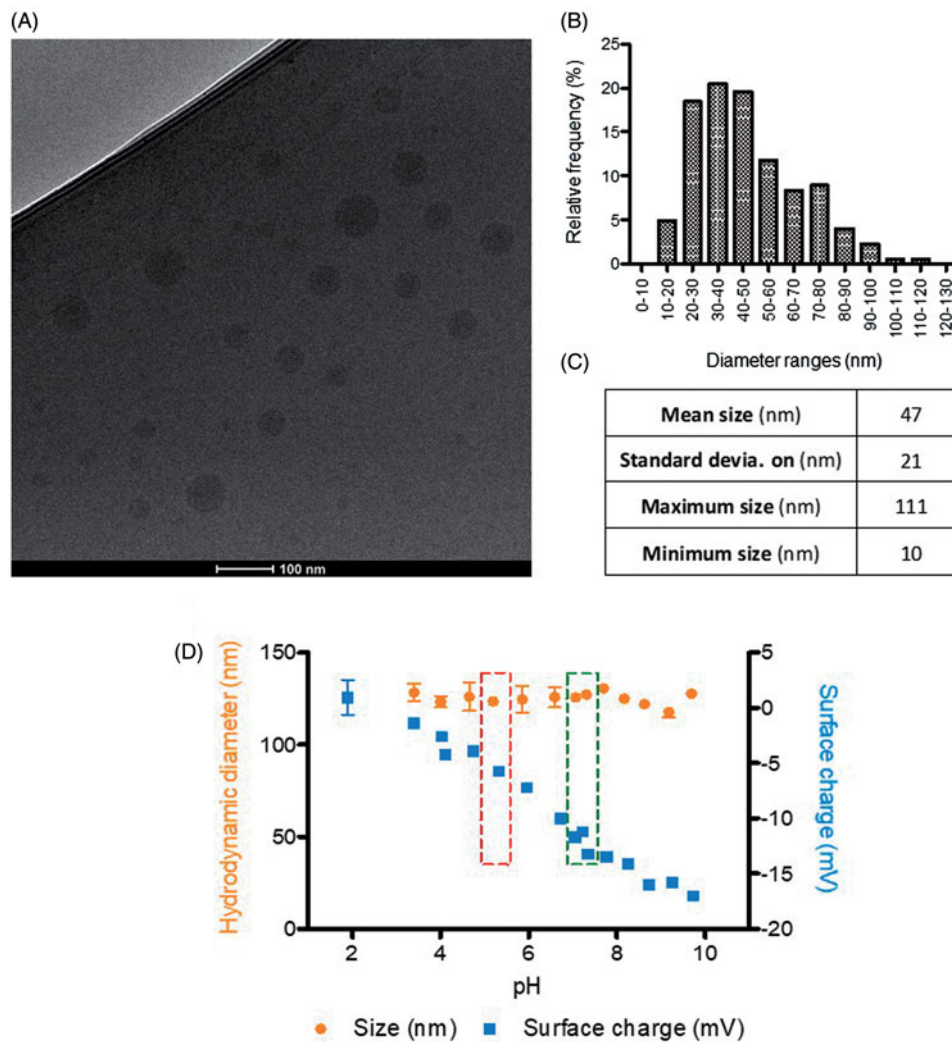 (A)
100 nm
(B)
Relative frequency (%)
25
20
15
10
5
0
0-10
10-20
20-30
30-40
40-50
50-60
60-70
70-80
80-90
90-100
100-110
110-120
120-130
Diameter ranges (nm)
(C)
Mean size (nm) 47
Standard devia. on (nm) 21
Maximum size (nm) 111
Minimum size (nm) 10
(D)
Hydrodynamic diameter (nm)
150
100
50
0
5
0
-5
-10
-15
-20
Surface charge (mV)
2 4 6 8 10
pH
Size (nm) Surface charge (mV)